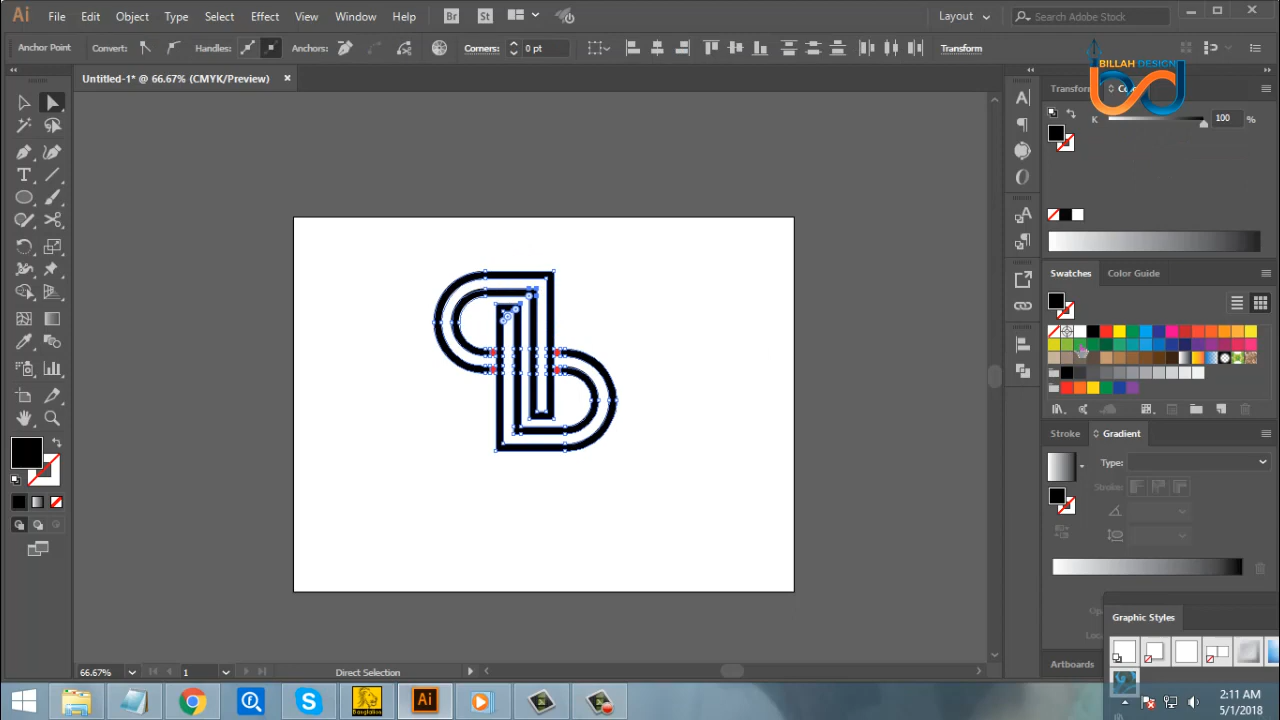 Ai File Edit Object Type Select Effect View Window Help Br St Layout Search Adobe Stock
Anchor Point Convert: Handles: Anchors: Corners: 0 pt Transform
Untitled-1* @ 66.67% (CMYK/Preview)
BILLAH DESIGN
Transform
K 100 %
Swatches Color Guide
Stroke Gradient
Type:
Stroke:
Graphic Styles
Artboards
66.67% 1 Direct Selection
Ai
2:11 AM
5/1/2018